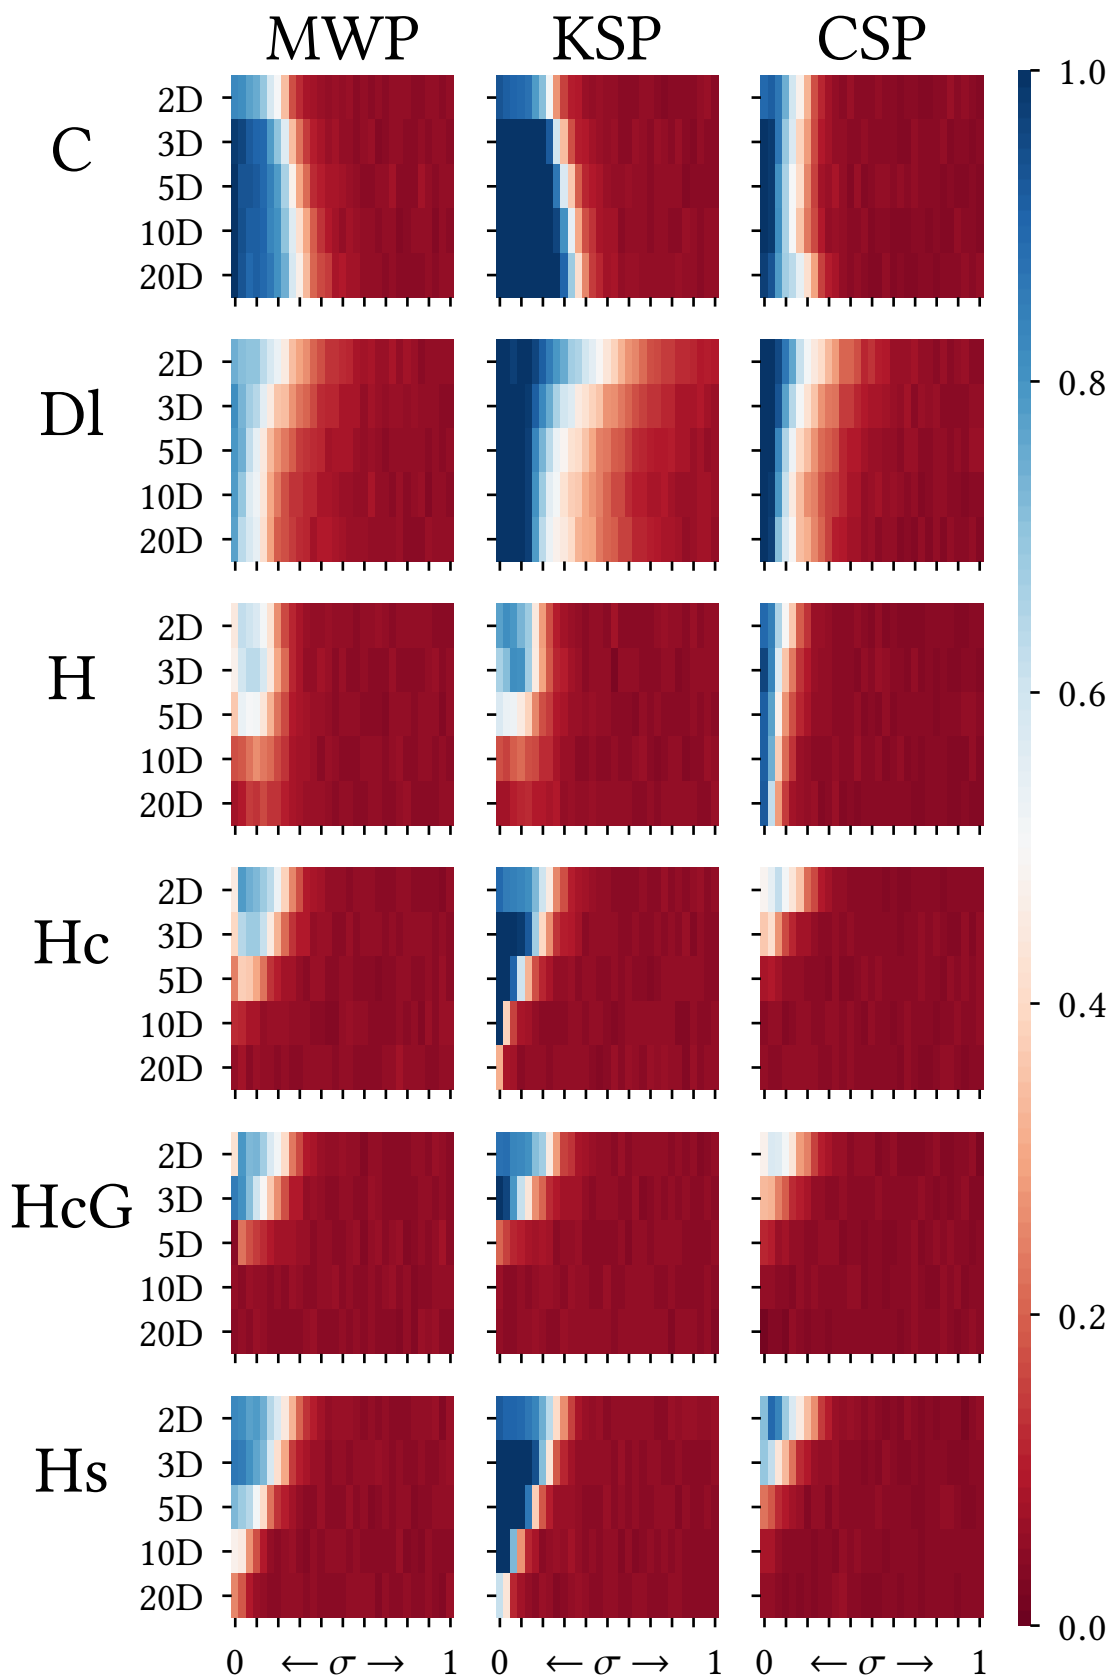 MWP KSP CSP
C
2D
3D
5D
10D
20D
Dl
2D
3D
5D
10D
20D
H
2D
3D
5D
10D
20D
Hc
2D
3D
5D
10D
20D
HcG
2D
3D
5D
10D
20D
Hs
2D
3D
5D
10D
20D
0 ← σ → 1 0 ← σ → 1 0 ← σ → 1
1.0
0.8
0.6
0.4
0.2
0.0